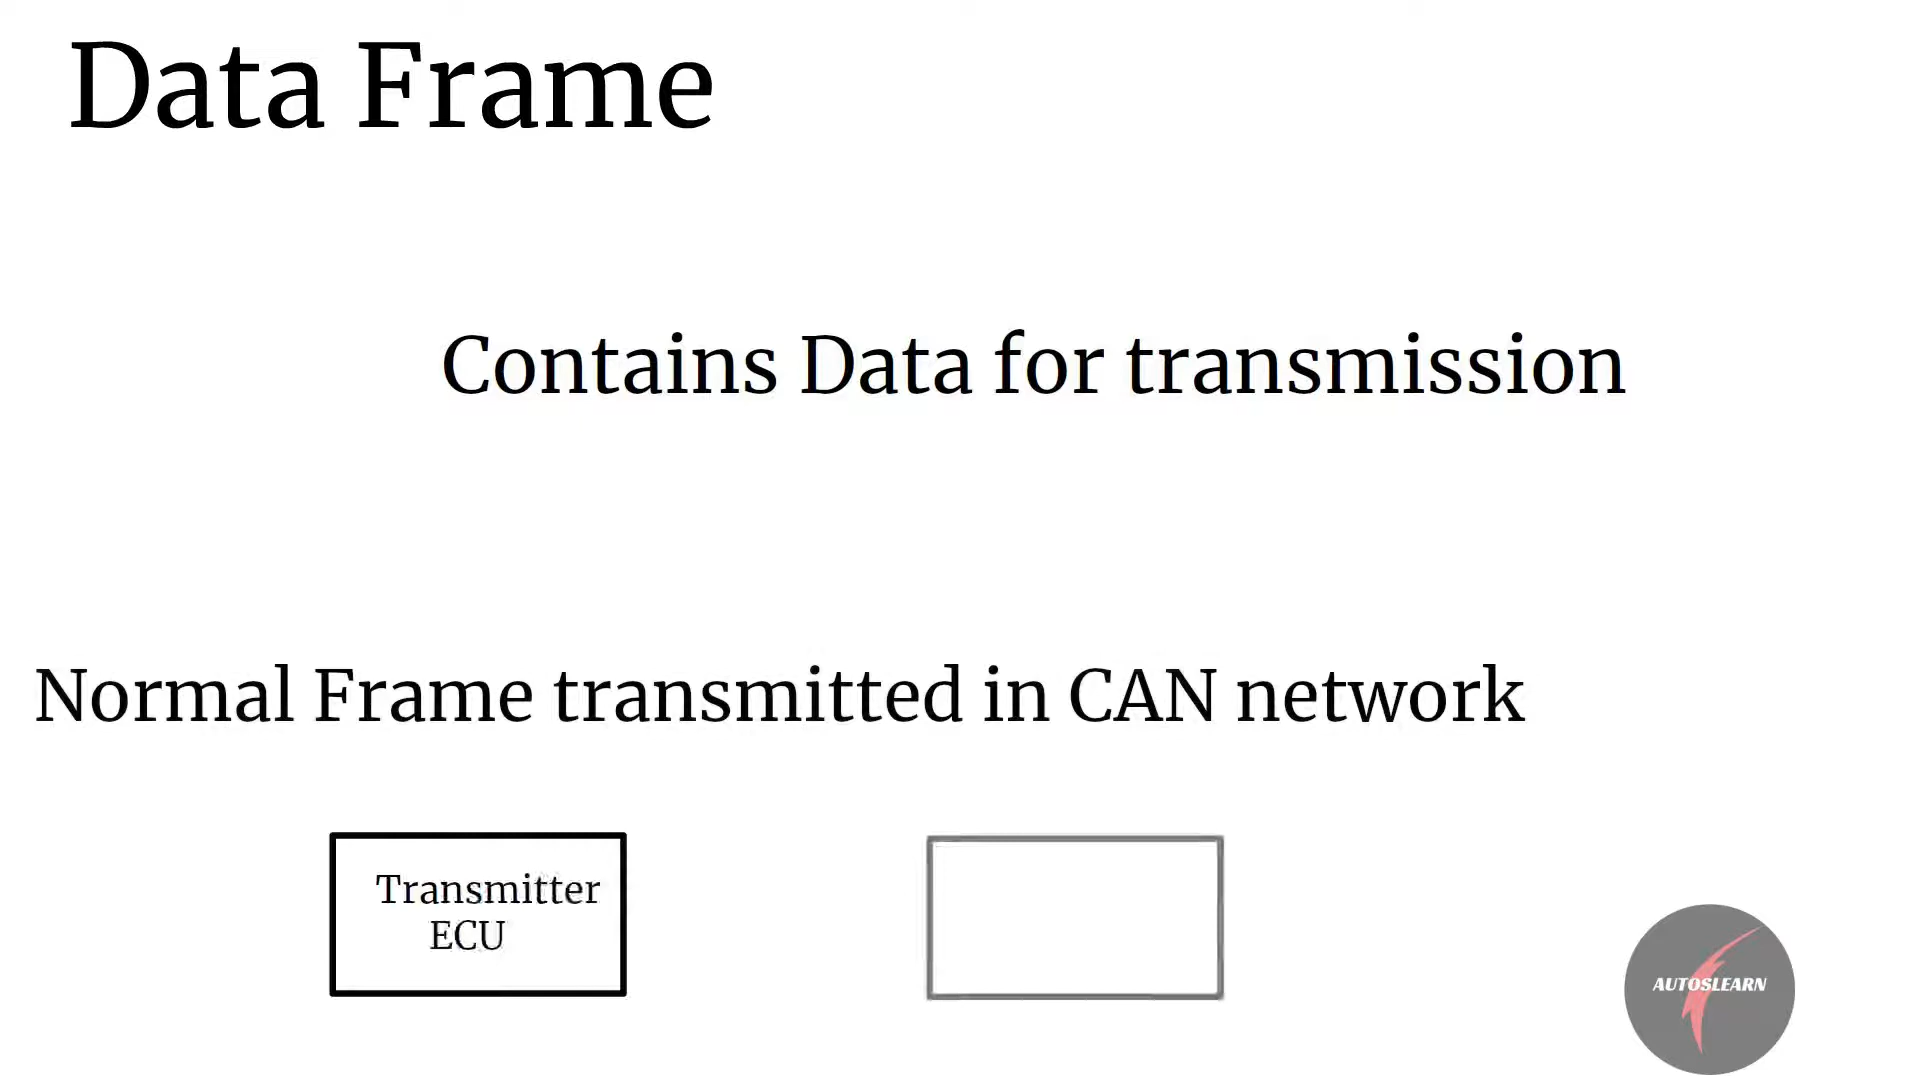 Data Frame
Contains Data for transmission
Normal Frame transmitted in CAN network
Transmitter
ECU
AUTOSLEARN